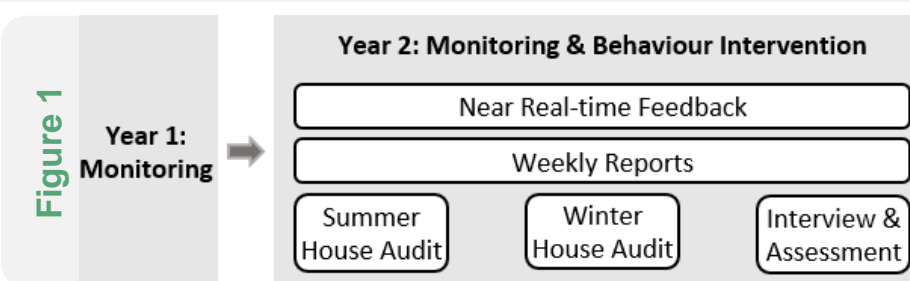 Figure 1
Year 1:
Monitoring
Year 2: Monitoring & Behaviour Intervention
Near Real-time Feedback
Weekly Reports
Summer
House Audit
Winter
House Audit
Interview &
Assessment